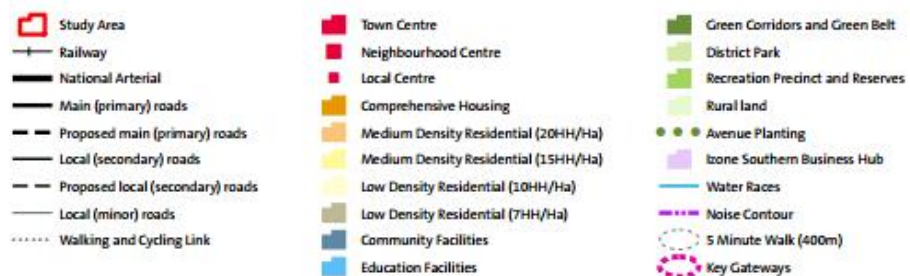 Study Area
Railway
National Arterial
Main (primary) roads
Proposed main (primary) roads
Local (secondary) roads
Proposed local (secondary) roads
Local (minor) roads
Walking and Cycling Link
Town Centre
Neighbourhood Centre
Local Centre
Comprehensive Housing
Medium Density Residential (20HH/Ha)
Medium Density Residential (15HH/Ha)
Low Density Residential (10HH/Ha)
Low Density Residential (7HH/Ha)
Community Facilities
Education Facilities
Green Corridors and Green Belt
District Park
Recreation Precinct and Reserves
Rural land
Avenue Planting
Izone Southern Business Hub
Water Races
Noise Contour
5 Minute Walk (400m)
Key Gateways